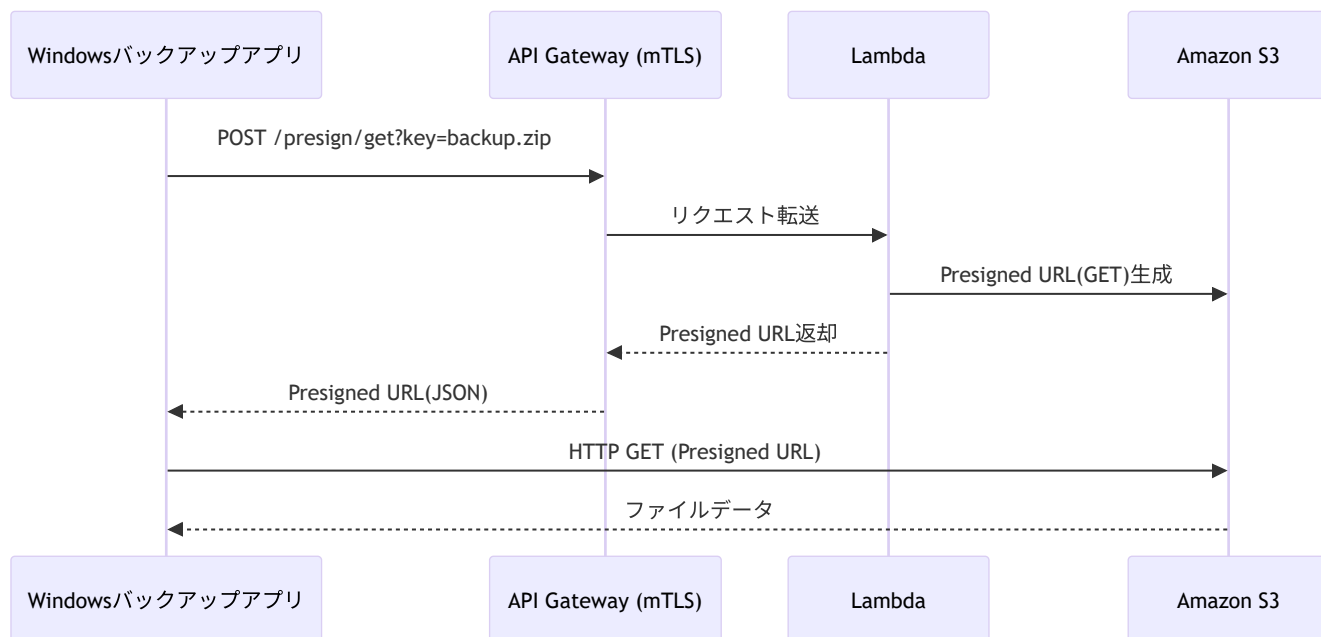 Windowsバックアップアプリ
API Gateway (mTLS)
Lambda
Amazon S3
POST /presign/get?key=backup.zip
リクエスト転送
Presigned URL(GET)生成
Presigned URL返却
Presigned URL(JSON)
HTTP GET (Presigned URL)
ファイルデータ
Windowsバックアップアプリ
API Gateway (mTLS)
Lambda
Amazon S3